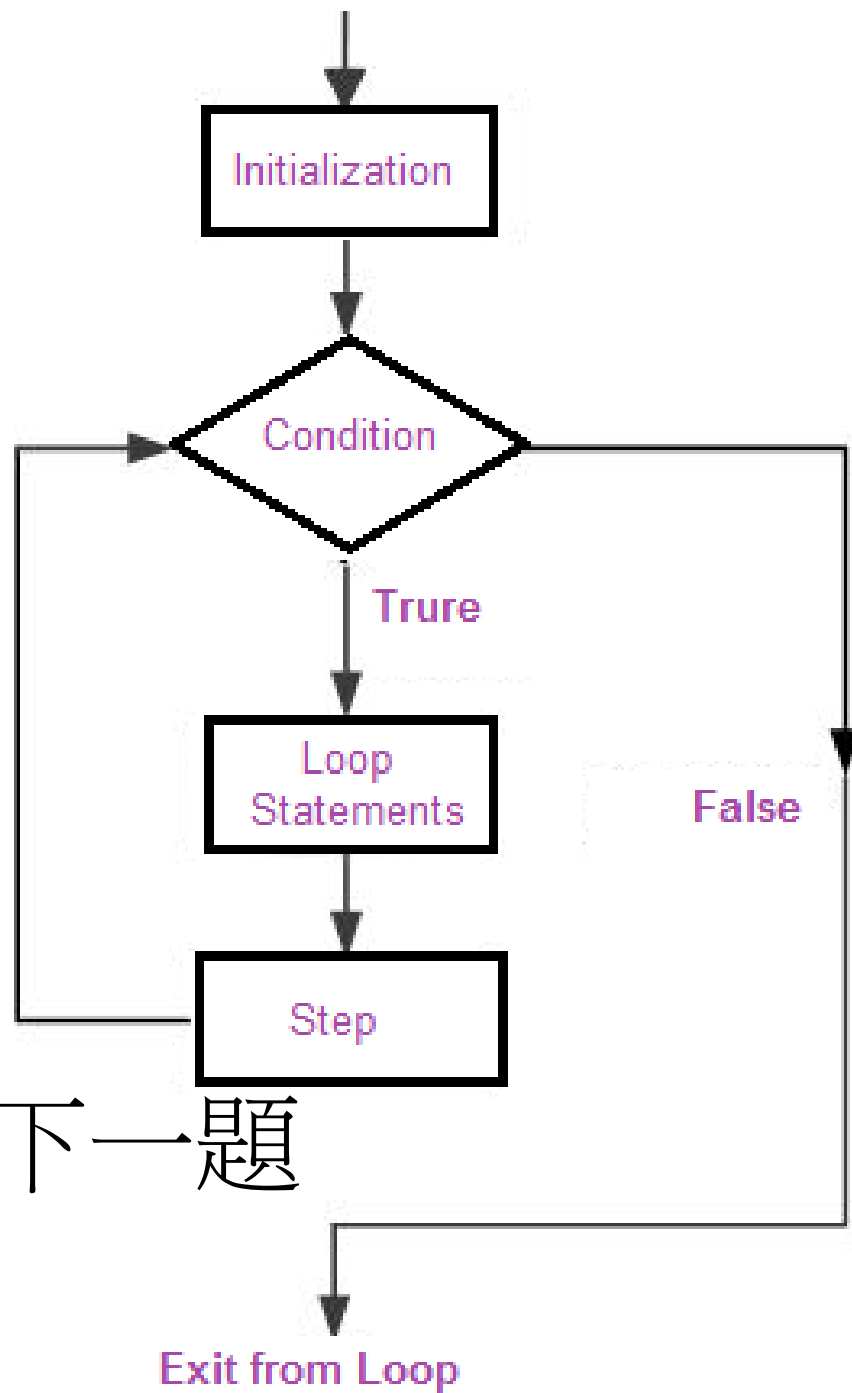 Initialization
Condition
Trure
Loop
Statements
False
Step
下一題
Exit from Loop